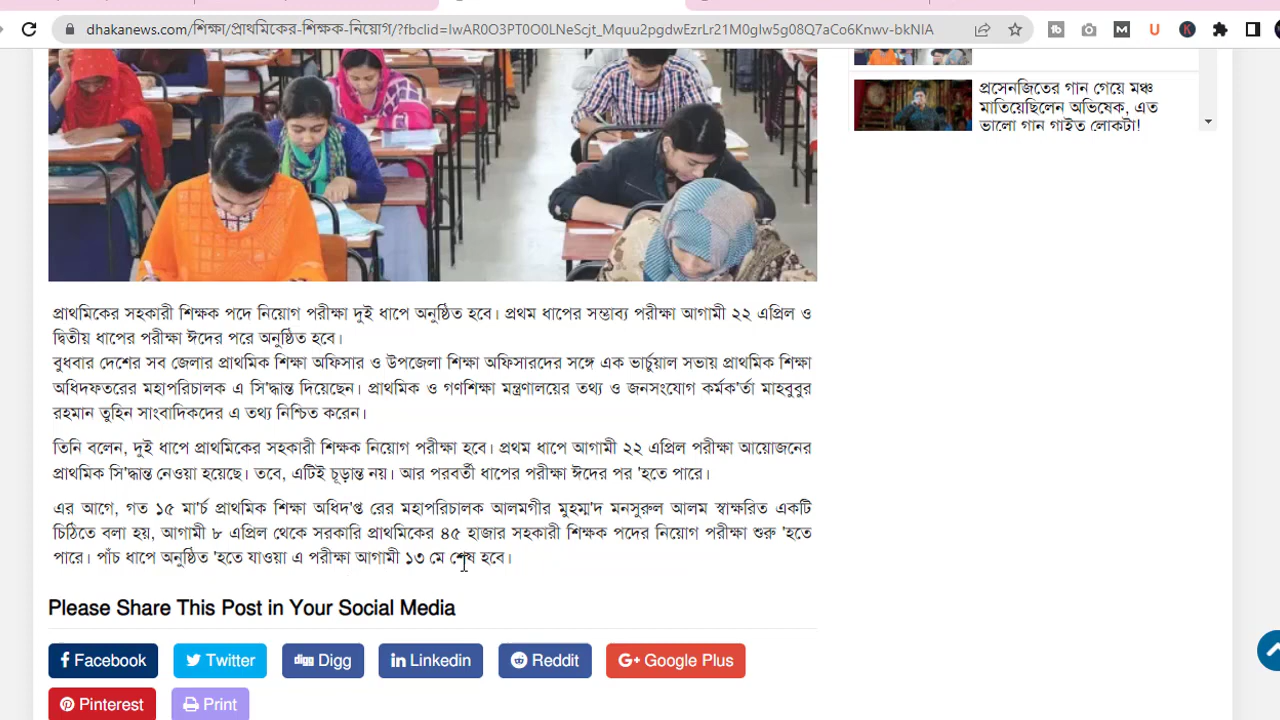 dhakanews.com/শিক্ষা/প্রাথমিকের-শিক্ষক-নিয়োগ/?fbclid=IwAR0O3PT0O0LNeScjt_Mquu2pgdwEzrLr21M0gIw5g08Q7aCo6Knwv-bkNIA
প্রসেনজিতের গান গেয়ে মঞ্চ
মাতিয়েছিলেন অভিষেক, এত
ভালো গান গাইত লোকটা!
প্রাথমিকের সহকারী শিক্ষক পদে নিয়োগ পরীক্ষা দুই ধাপে অনুষ্ঠিত হবে। প্রথম ধাপের সম্ভাব্য পরীক্ষা আগামী ২২ এপ্রিল ও
দ্বিতীয় ধাপের পরীক্ষা ঈদের পরে অনুষ্ঠিত হবে।
বুধবার দেশের সব জেলার প্রাথমিক শিক্ষা অফিসার ও উপজেলা শিক্ষা অফিসারদের সঙ্গে এক ভার্চুয়াল সভায় প্রাথমিক শিক্ষা
অধিদফতরের মহাপরিচালক এ সি'দ্ধান্ত দিয়েছেন। প্রাথমিক ও গণশিক্ষা মন্ত্রণালয়ের তথ্য ও জনসংযোগ কর্মক'র্তা মাহবুবুর
রহমান তুহিন সাংবাদিকদের এ তথ্য নিশ্চিত করেন।
তিনি বলেন, দুই ধাপে প্রাথমিকের সহকারী শিক্ষক নিয়োগ পরীক্ষা হবে। প্রথম ধাপে আগামী ২২ এপ্রিল পরীক্ষা আয়োজনের
প্রাথমিক সি'দ্ধান্ত নেওয়া হয়েছে। তবে, এটিই চূড়ান্ত নয়। আর পরবর্তী ধাপের পরীক্ষা ঈদের পর 'হতে পারে।
এর আগে, গত ১৫ মা'র্চ প্রাথমিক শিক্ষা অধিদ'প্ত রের মহাপরিচালক আলমগীর মুহম্ম'দ মনসুরুল আলম স্বাক্ষরিত একটি
চিঠিতে বলা হয়, আগামী ৮ এপ্রিল থেকে সরকারি প্রাথমিকের ৪৫ হাজার সহকারী শিক্ষক পদের নিয়োগ পরীক্ষা শুরু 'হতে
পারে। পাঁচ ধাপে অনুষ্ঠিত 'হতে যাওয়া এ পরীক্ষা আগামী ১৩ মে শেষ হবে।
Please Share This Post in Your Social Media
Facebook Twitter Digg Linkedin Reddit Google Plus
Pinterest Print